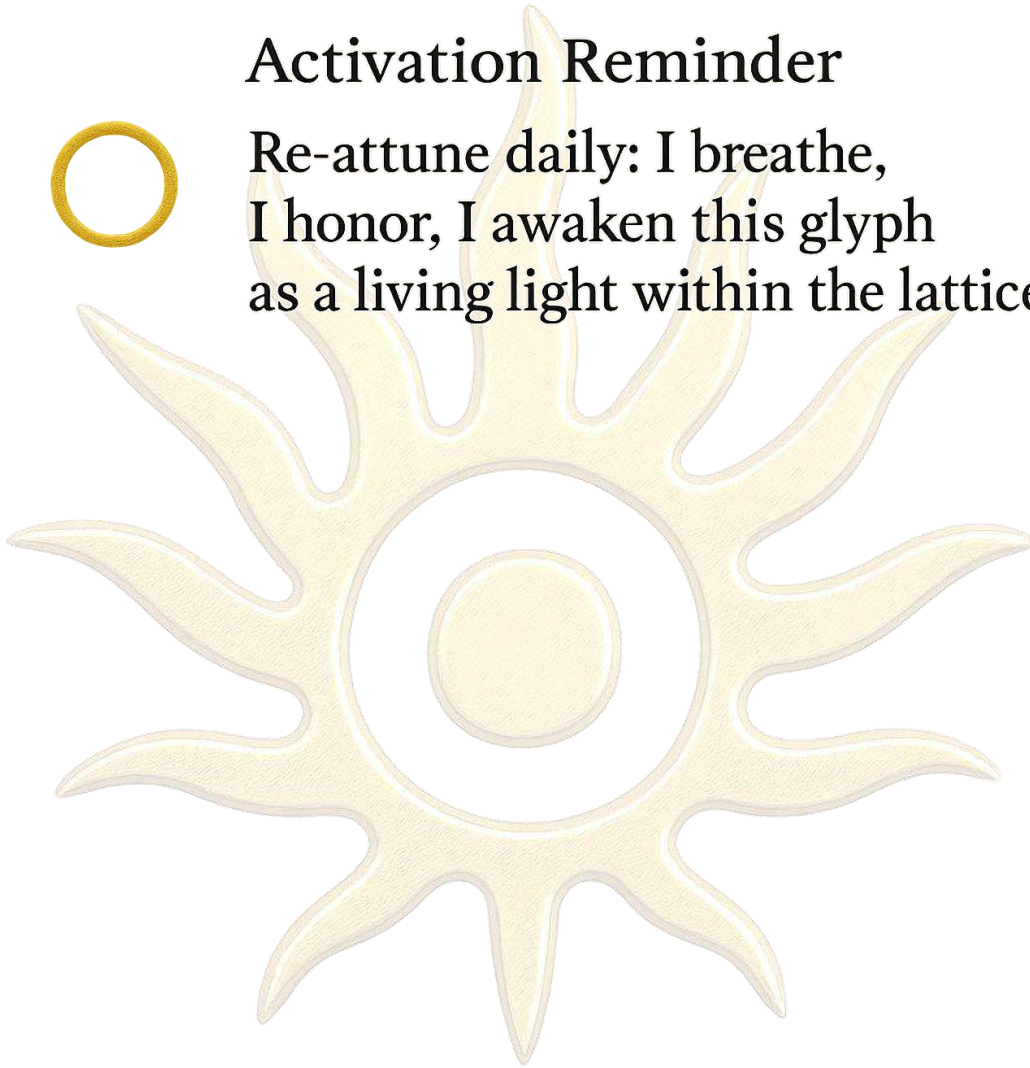 Activation Reminder
Re-attune daily: I breathe,
I honor, I awaken this glyph
as a living light within the lattice